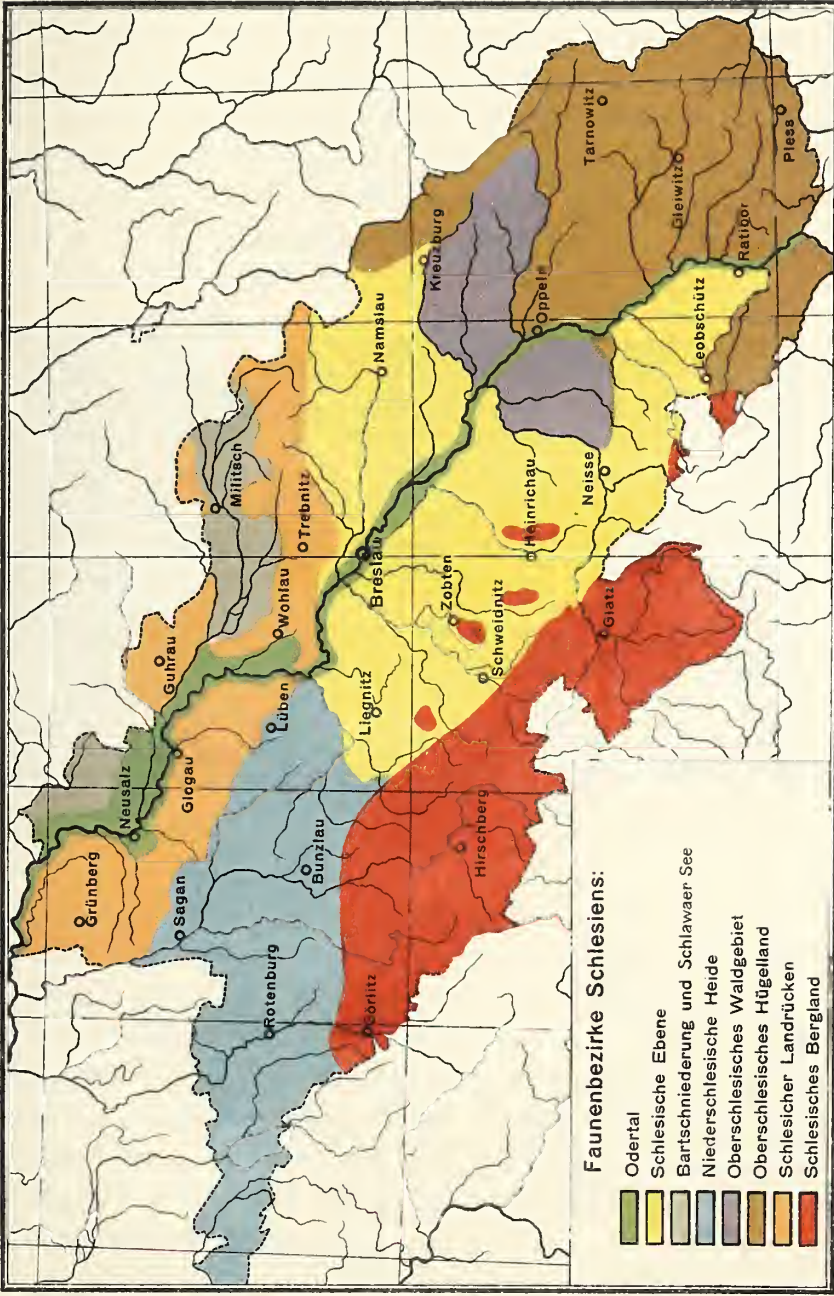 Grünberg
Neusalz
Sagan
Glogau
Guhrau
Militsch
Lüben
Wohlau
Trebnitz
Rotenburg
Bunzlau
Liegnitz
Breslau
Namslau
Kreuzburg
Görlitz
Hirschberg
Schweidnitz
Zobten
Heinrichau
Oppeln
Tarnowitz
Glatz
Neisse
Leobschütz
Ratibor
Gleiwitz
Pless
Faunenbezirke Schlesiens:
Odertal
Schlesische Ebene
Bartschniederung und Schlawaer See
Niederschlesische Heide
Oberschlesisches Waldgebiet
Oberschlesisches Hügelland
Schlesicher Landrücken
Schlesisches Bergland